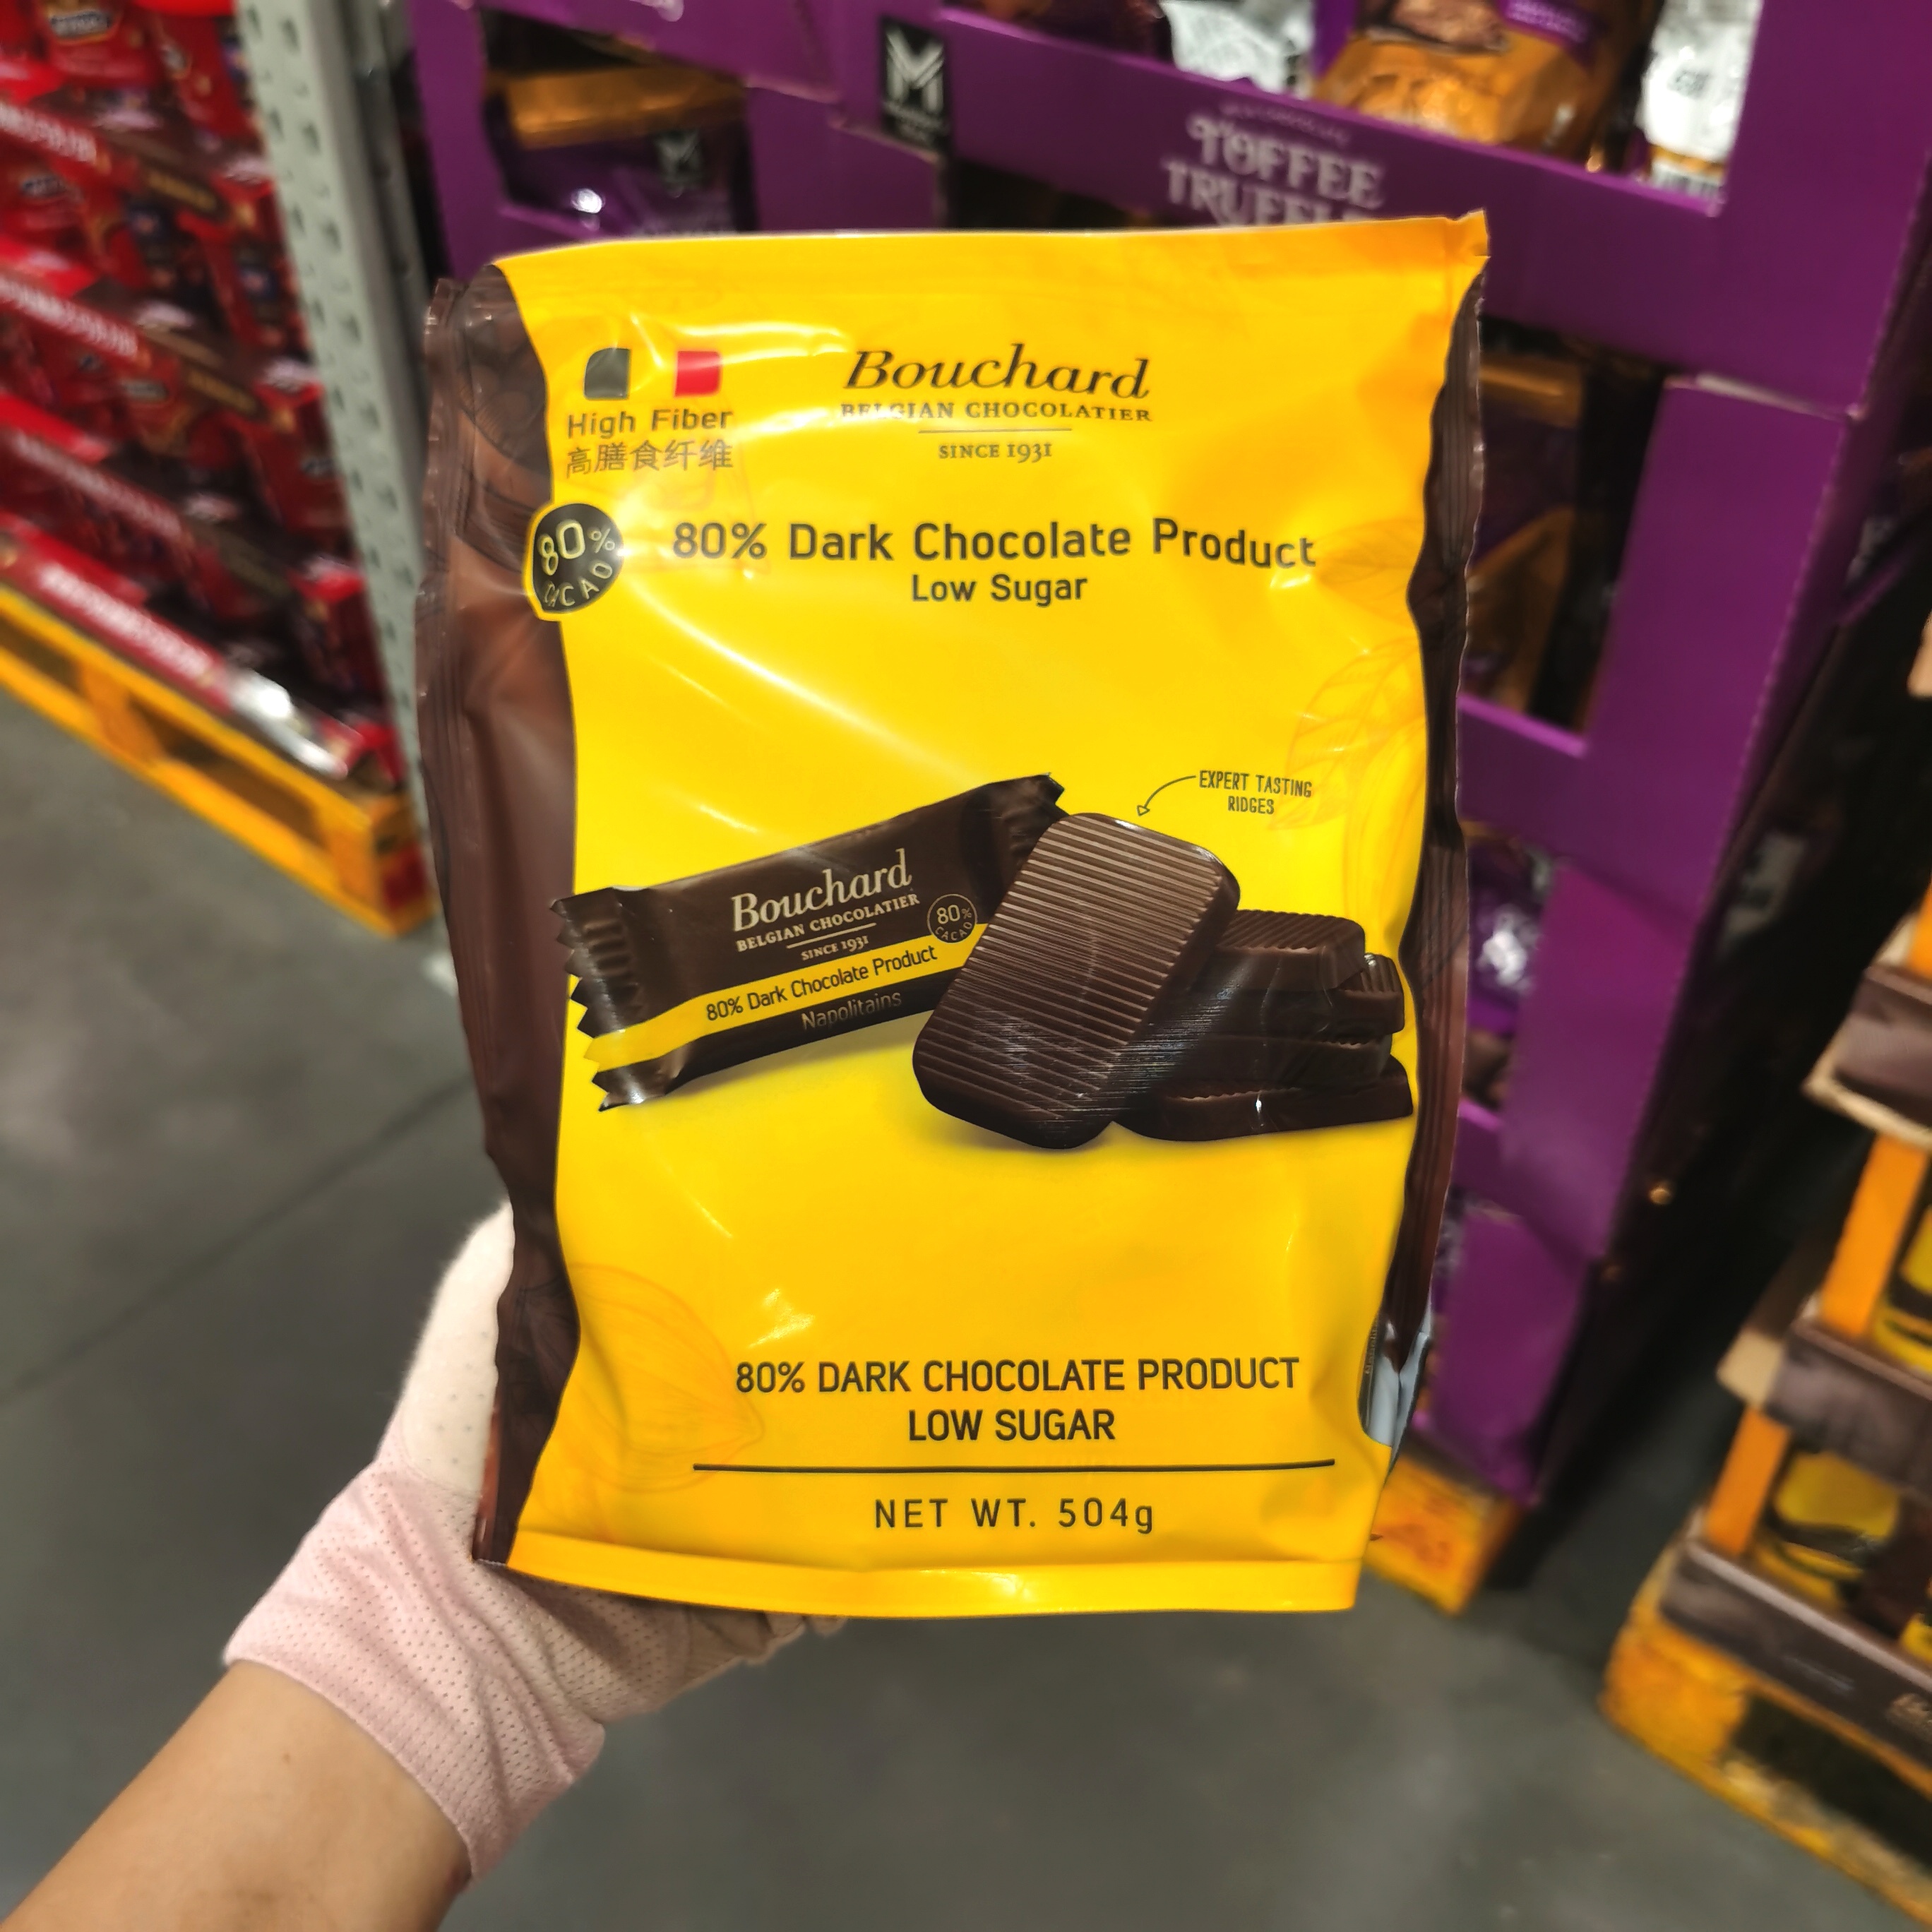 TOFFEE
High Fiber
高膳食纤维
Bouchard
BELGIAN CHOCOLATIER
SINCE 1931
80%
CACAO
80% Dark Chocolate Product
Low Sugar
EXPERT TASTING
RIDGES
Bouchard
BELGIAN CHOCOLATIER
SINCE 1931
80%
CACAO
80% Dark Chocolate Product
Napolitains
80% DARK CHOCOLATE PRODUCT
LOW SUGAR
NET WT. 504g